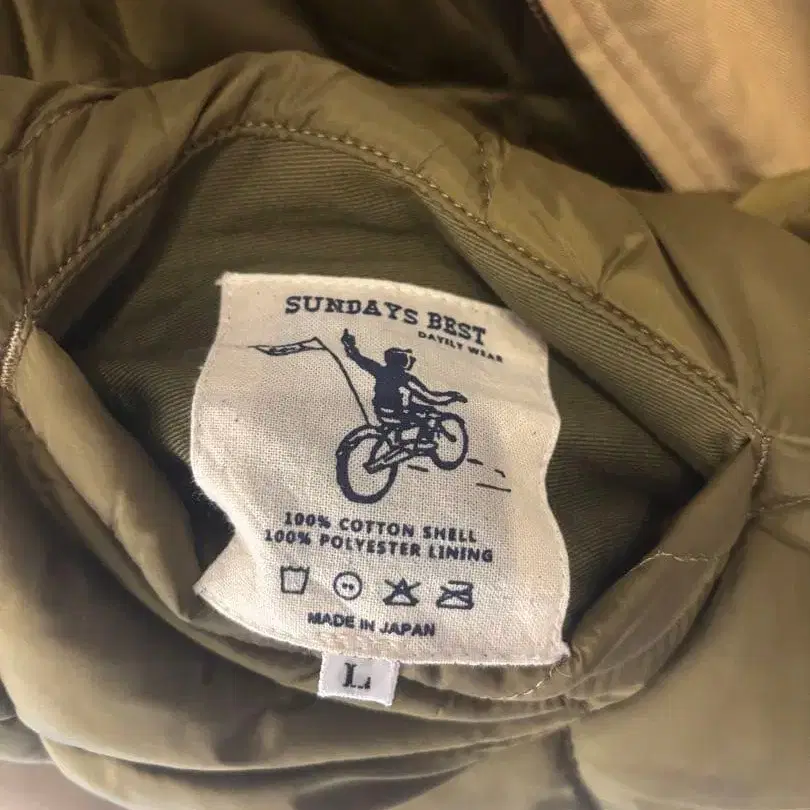 SUNDAYS BEST
DAYILY WEAR
100% COTTON SHELL
100% POLYESTER LINING
MADE IN JAPAN
L